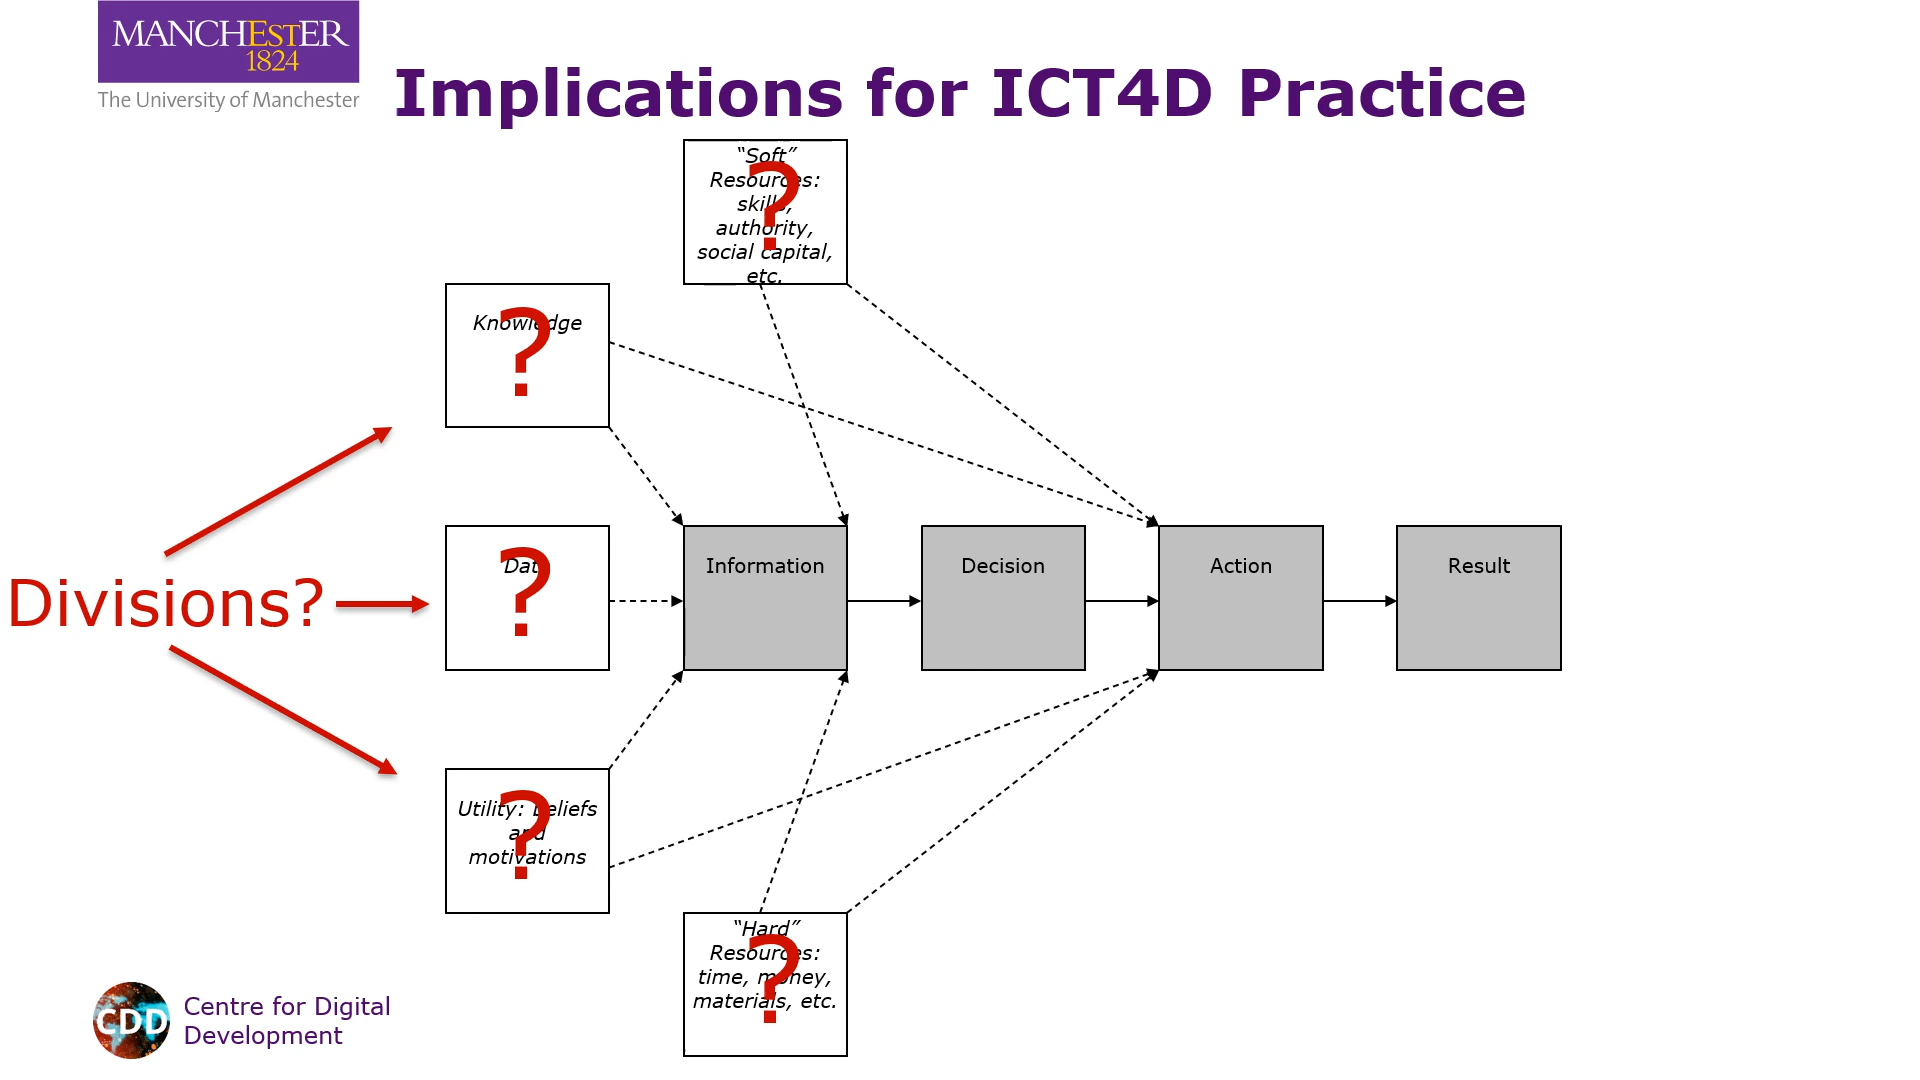 MANCHESTER
1824
The University of Manchester
Implications for ICT4D Practice
“Soft”
Resources:
skills,
authority,
social capital,
etc.
?
Knowledge
?
Divisions?
Data
?
Information
Decision
Action
Result
Utility: beliefs
and
motivations
?
“Hard”
Resources:
time, money,
materials, etc.
?
CDD
Centre for Digital
Development